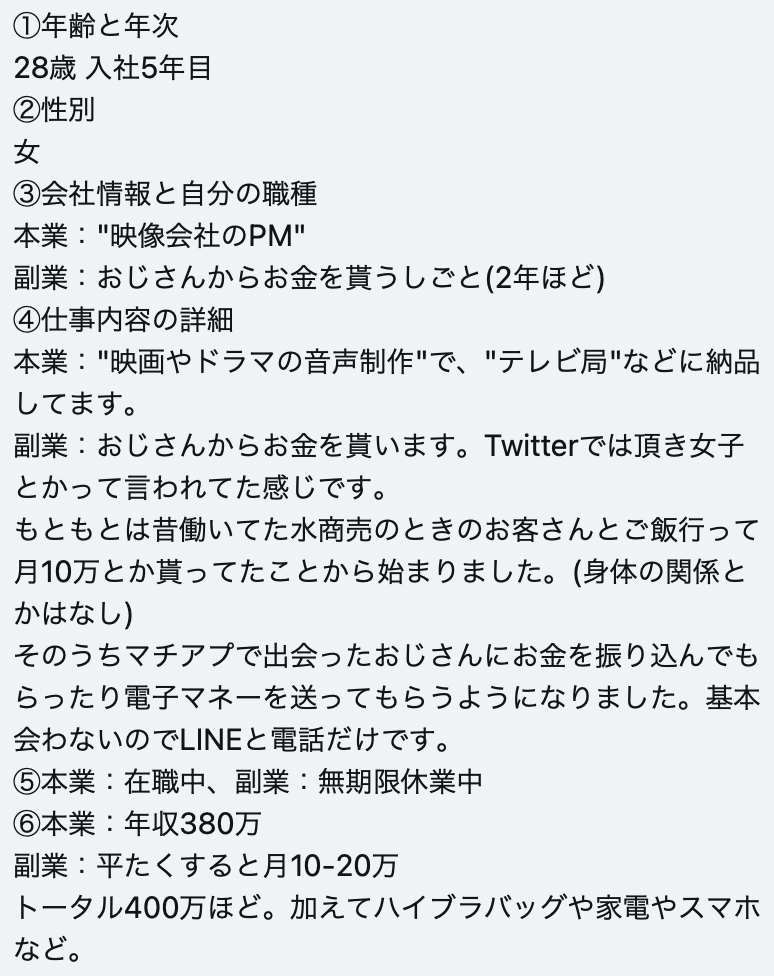 ①年齢と年次
28歳 入社5年目
②性別
女
③会社情報と自分の職種
本業："映像会社のPM"
副業：おじさんからお金を貰うしごと(2年ほど)
④仕事内容の詳細
本業："映画やドラマの音声制作"で、"テレビ局"などに納品
してます。
副業：おじさんからお金を貰います。Twitterでは頂き女子
とかって言われてた感じです。
もともとは昔働いてた水商売のときのお客さんとご飯行って
月10万とか貰ってたことから始まりました。(身体の関係と
かはなし)
そのうちマチアプで出会ったおじさんにお金を振り込んでも
らったり電子マネーを送ってもらうようになりました。基本
会わないのでLINEと電話だけです。
⑤本業：在職中、副業：無期限休業中
⑥本業：年収380万
副業：平たくすると月10-20万
トータル400万ほど。加えてハイブラバッグや家電やスマホ
など。